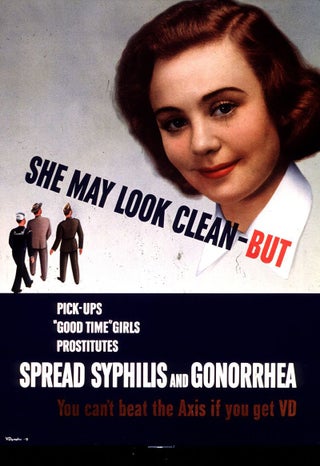 SHE MAY LOOK CLEAN-BUT
PICK-UPS
"GOOD TIME" GIRLS
PROSTITUTES
SPREAD SYPHILIS AND GONORRHEA
You can't beat the Axis if you get VD